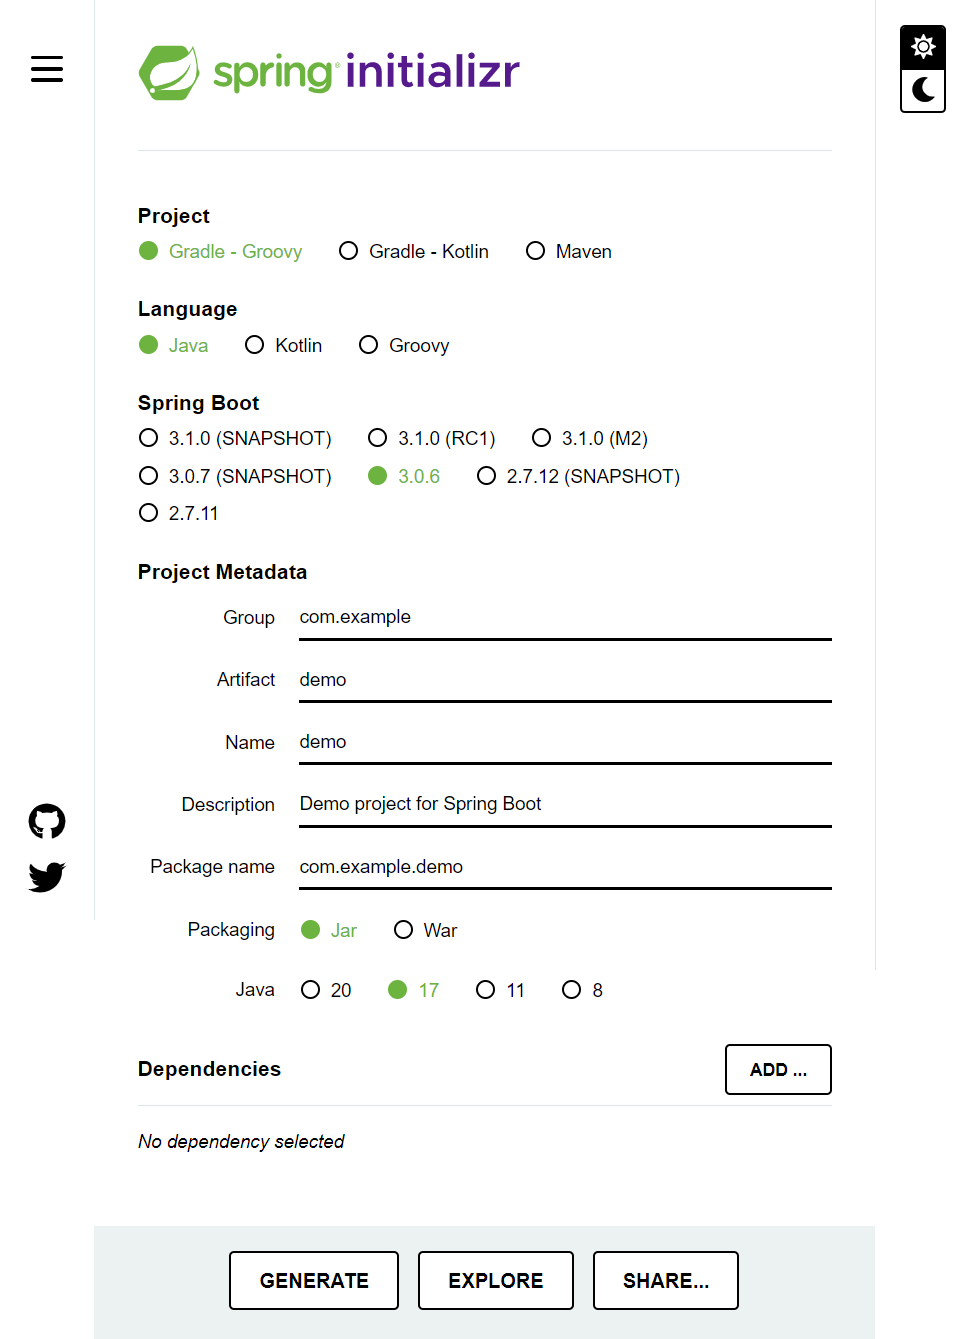 spring initializr
Project
Gradle - Groovy Gradle - Kotlin Maven
Language
Java Kotlin Groovy
Spring Boot
3.1.0 (SNAPSHOT) 3.1.0 (RC1) 3.1.0 (M2)
3.0.7 (SNAPSHOT) 3.0.6 2.7.12 (SNAPSHOT)
2.7.11
Project Metadata
Group com.example
Artifact demo
Name demo
Description Demo project for Spring Boot
Package name com.example.demo
Packaging Jar War
Java 20 17 11 8
Dependencies ADD ...
No dependency selected
GENERATE EXPLORE SHARE...